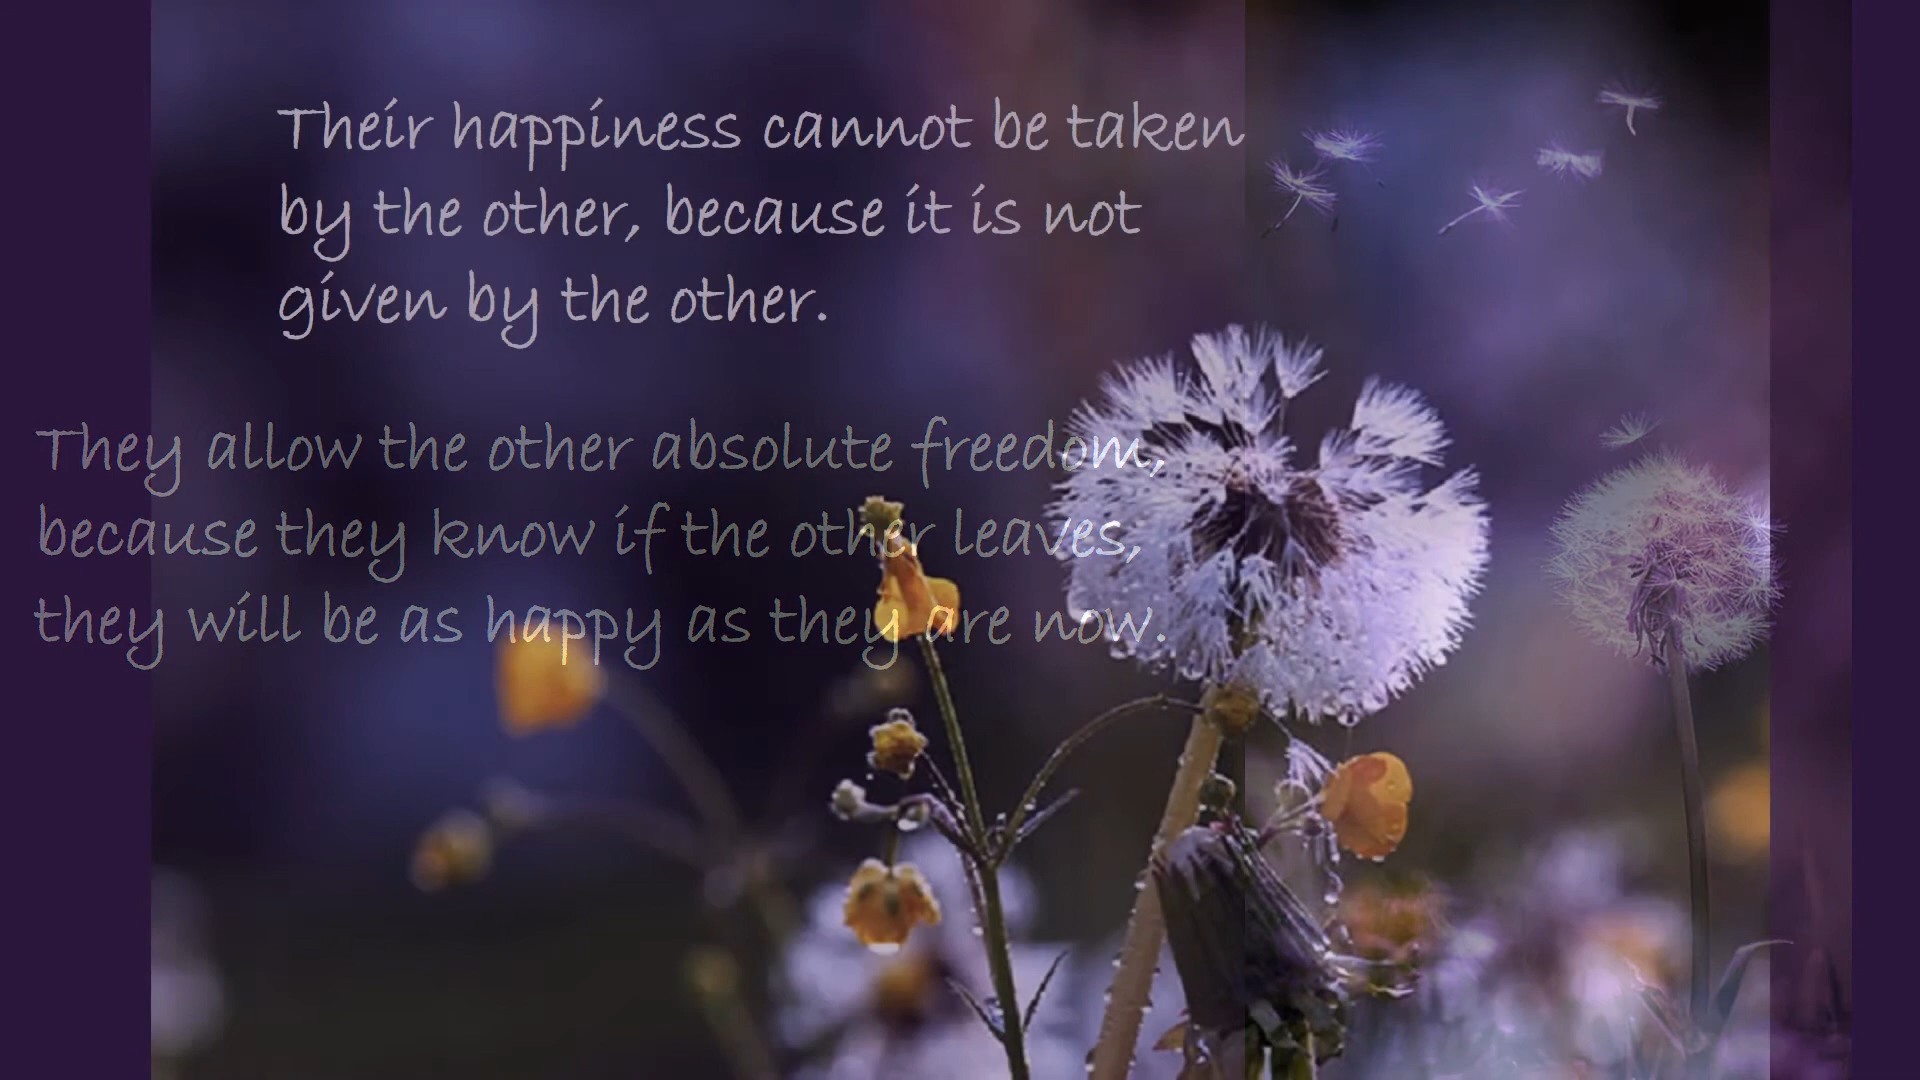 Their happiness cannot be taken
by the other, because it is not
given by the other.
They allow the other absolute freedom,
because they know if the other leaves,
they will be as happy as they are now.